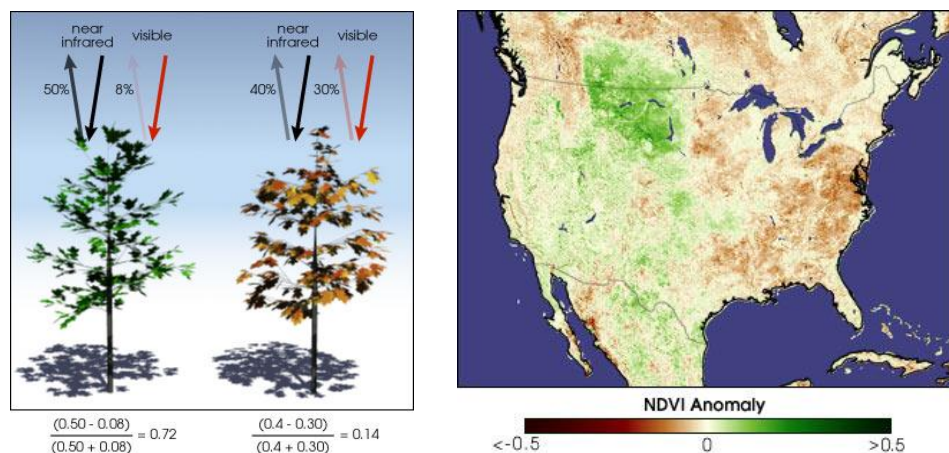 near
infrared
visible
near
infrared
visible
50%
8%
40%
30%
(0.50 - 0.08)
(0.50 + 0.08)
= 0.72
(0.4 - 0.30)
(0.4 + 0.30)
= 0.14
NDVI Anomaly
<-0.5
0
>0.5